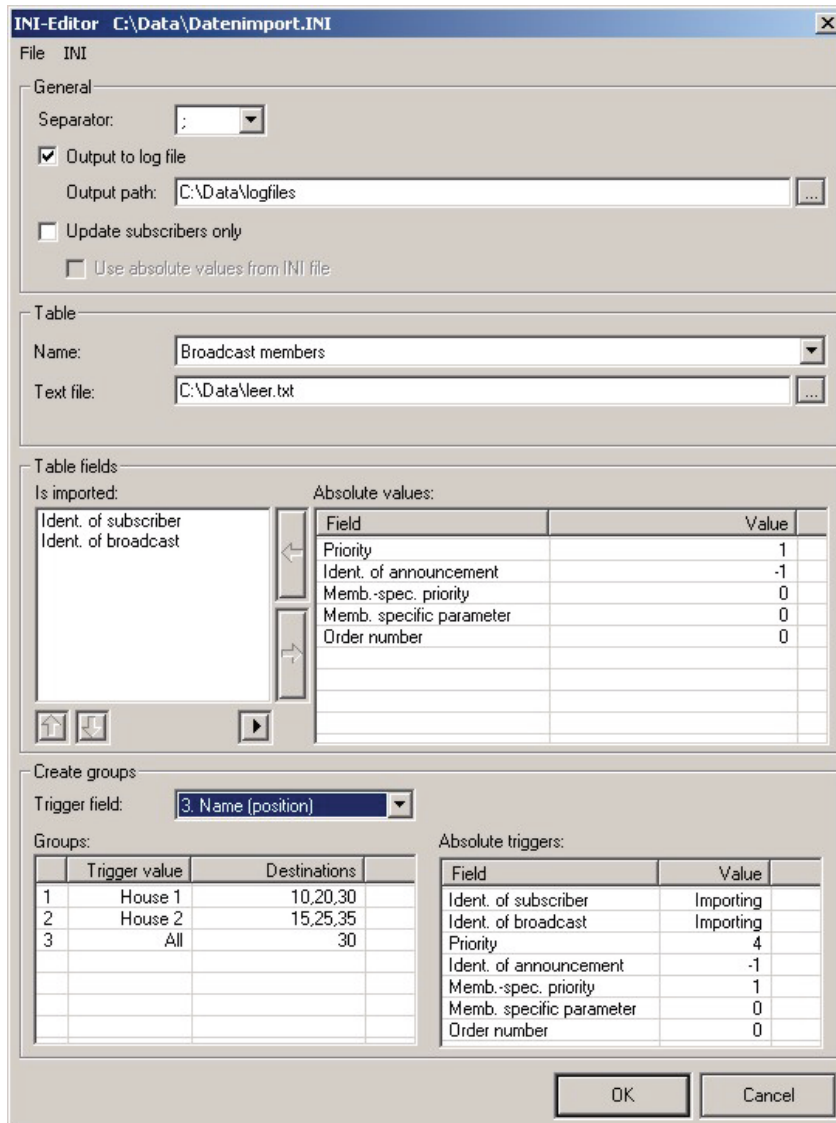 INI-Editor C:\Data\Datenimport.INI
File INI
General
Separator: ;
Output to log file
Output path: C:\Data\logfiles ...
Update subscribers only
Use absolute values from INI file
Table
Name: Broadcast members
Text file: C:\Data\leer.txt ...
Table fields
Is imported:
Ident. of subscriber
Ident. of broadcast
Absolute values:
Field Value
Priority 1
Ident. of announcement -1
Memb.-spec. priority 0
Memb. specific parameter 0
Order number 0
Create groups
Trigger field: 3. Name (position)
Groups:
Trigger value Destinations
1 House 1 10,20,30
2 House 2 15,25,35
3 All 30
Absolute triggers:
Field Value
Ident. of subscriber Importing
Ident. of broadcast Importing
Priority 4
Ident. of announcement -1
Memb.-spec. priority 1
Memb. specific parameter 0
Order number 0
OK Cancel